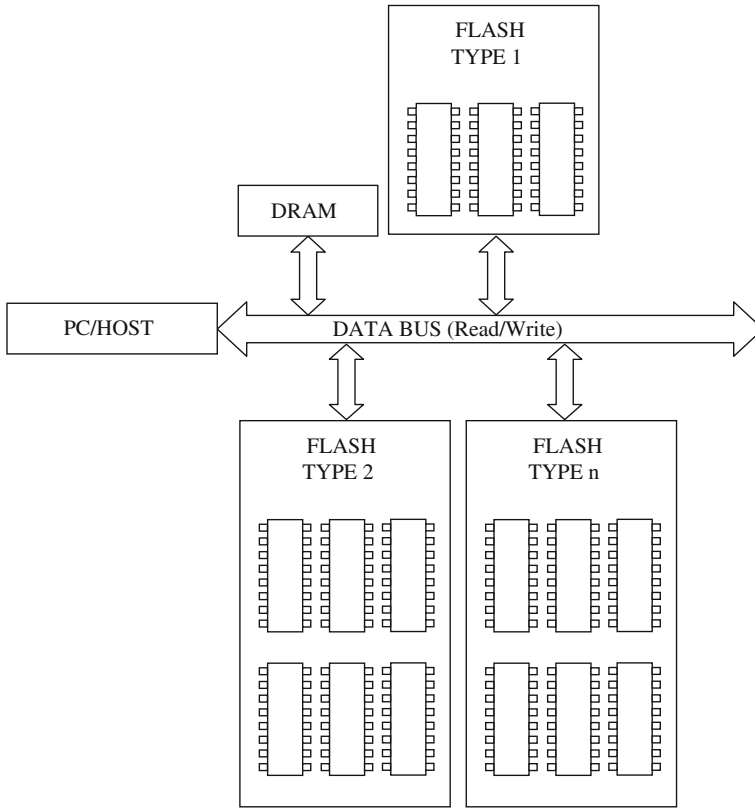 FLASH
TYPE 1
DRAM
PC/HOST
DATA BUS (Read/Write)
FLASH
TYPE 2
FLASH
TYPE n